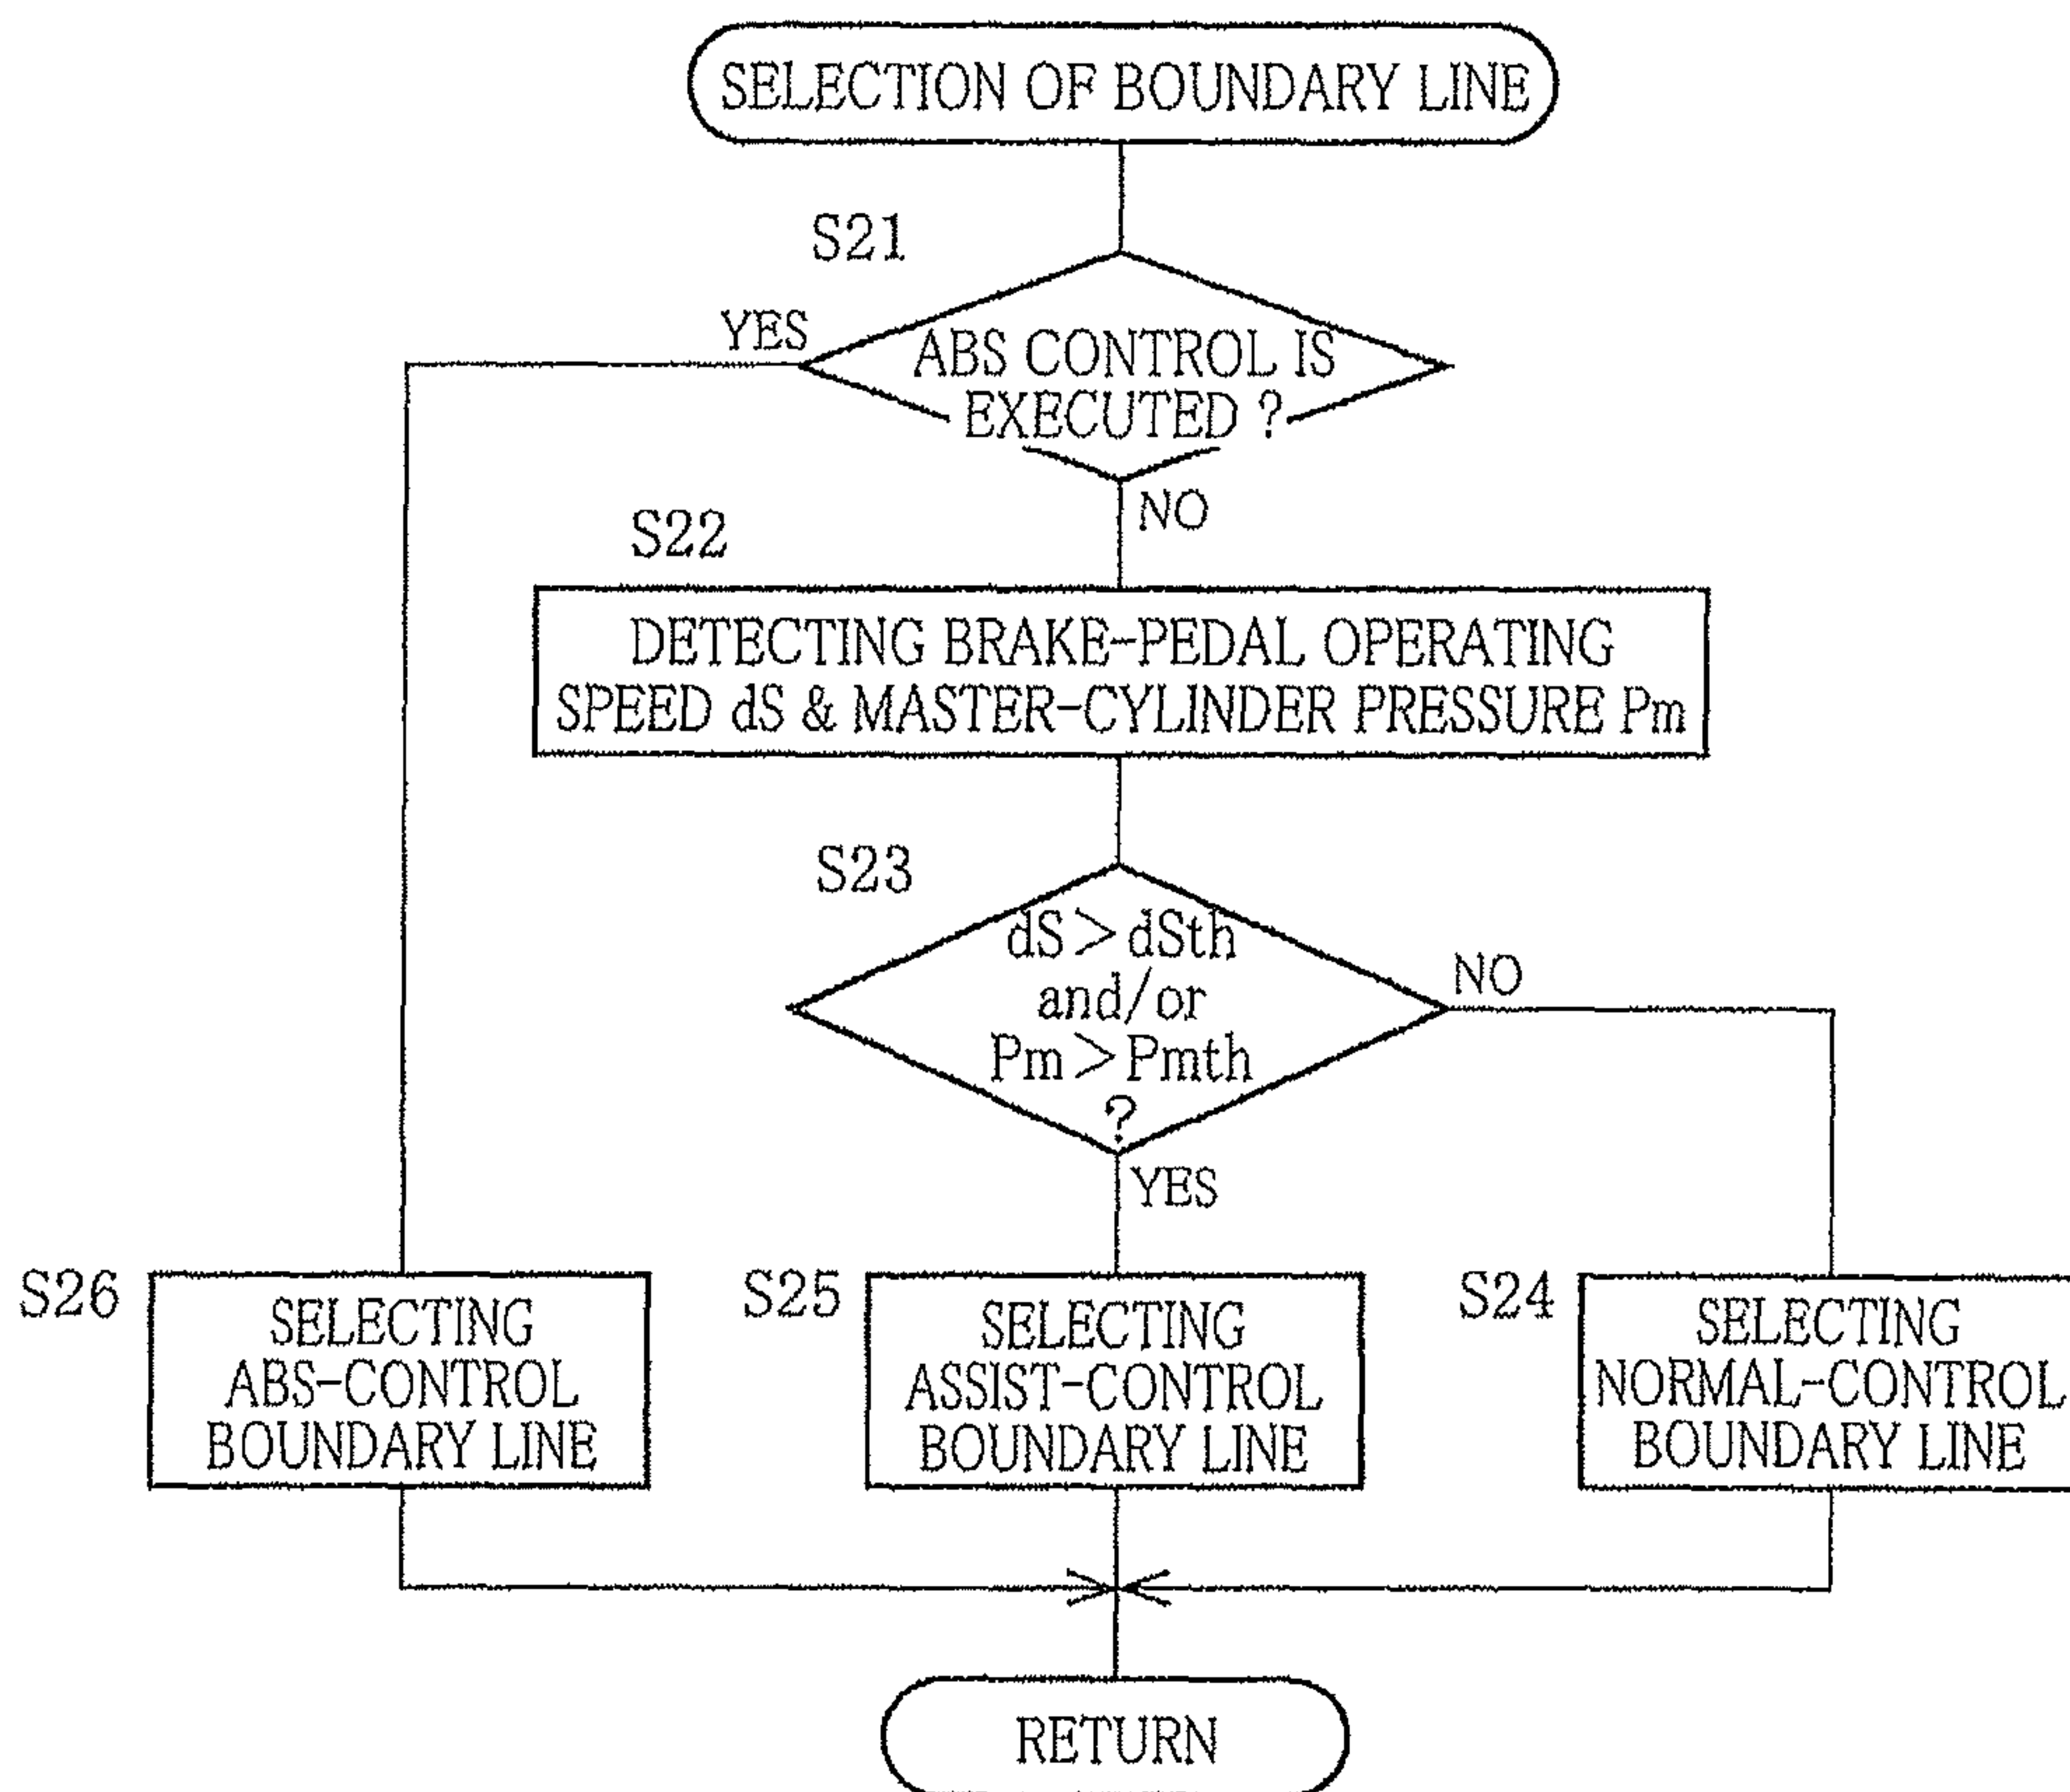 SELECTION OF BOUNDARY LINE
S21
YES
ABS CONTROL IS
EXECUTED ?
NO
S22
DETECTING BRAKE-PEDAL OPERATING
SPEED dS & MASTER-CYLINDER PRESSURE Pm
S23
dS>dSth
and/or
Pm>Pmth
?
NO
YES
S26
SELECTING
ABS-CONTROL
BOUNDARY LINE
S25
SELECTING
ASSIST-CONTROL
BOUNDARY LINE
S24
SELECTING
NORMAL-CONTROL
BOUNDARY LINE
RETURN